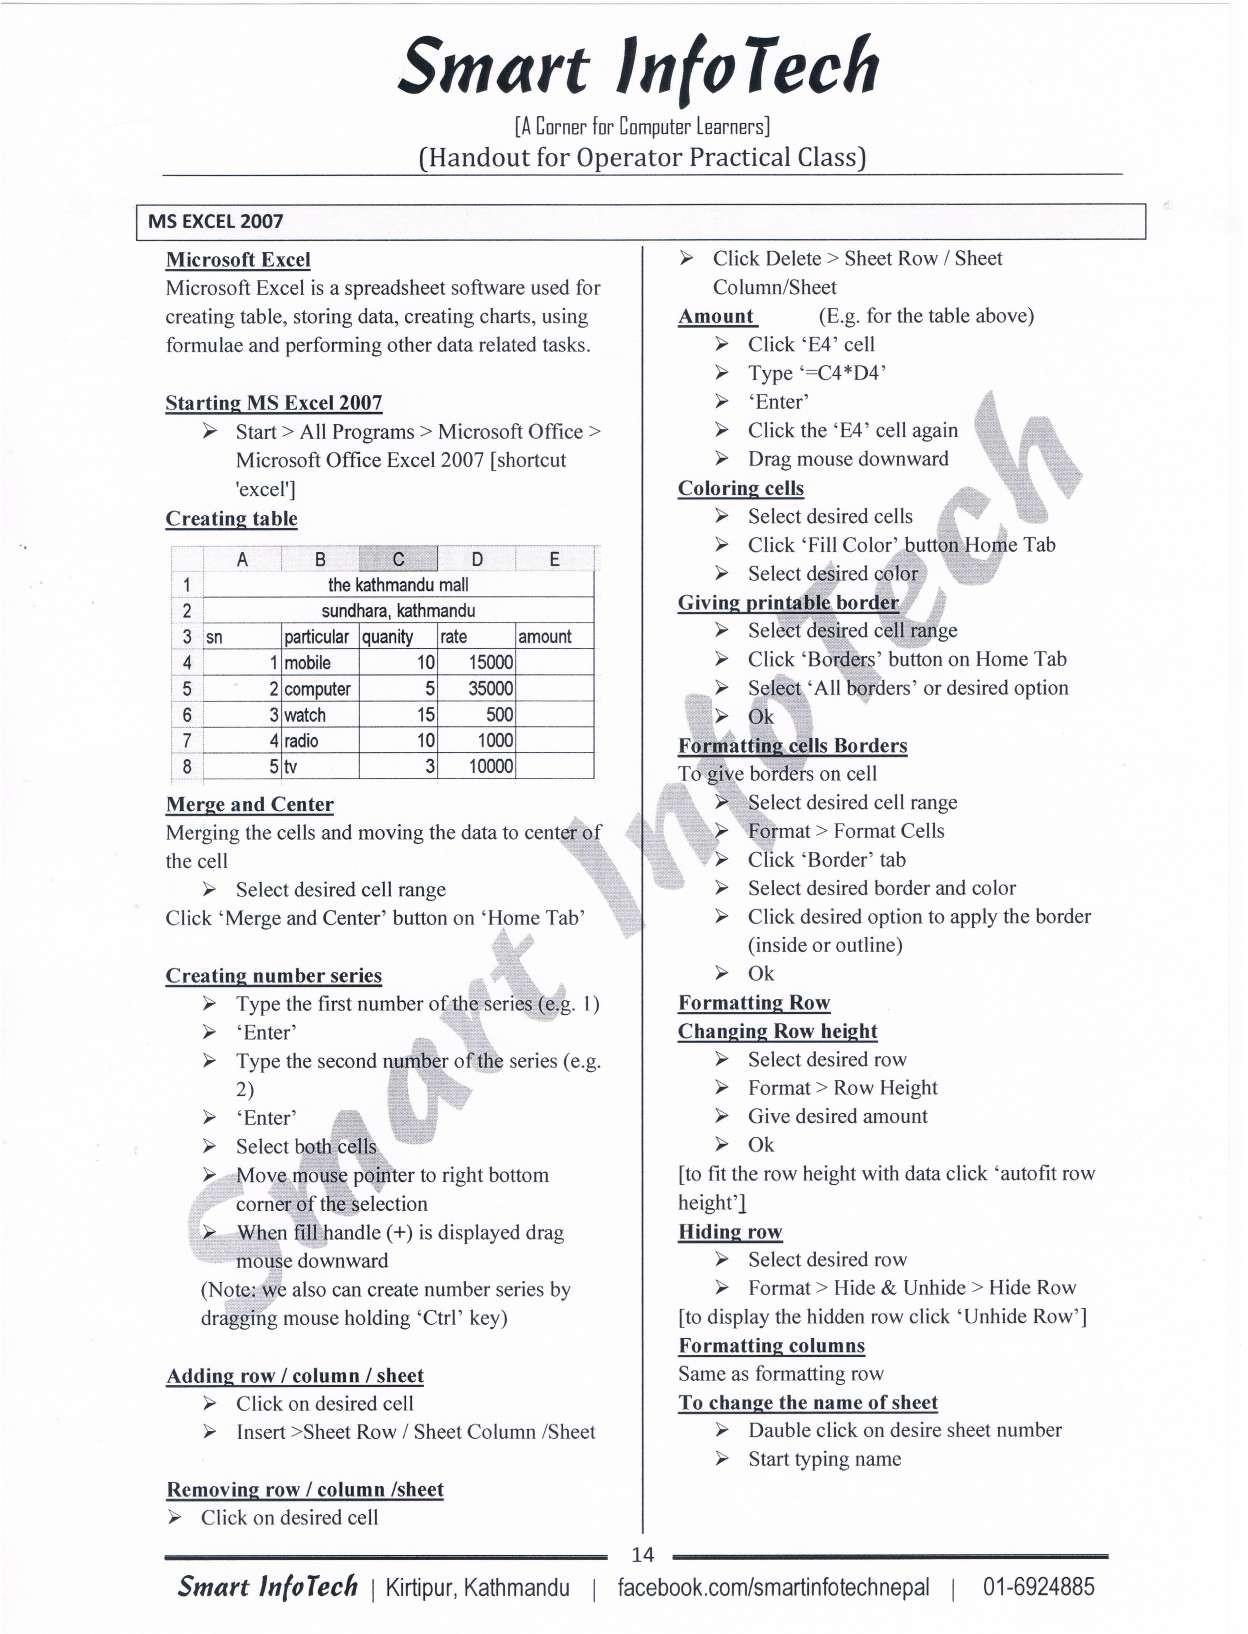 Smart InfoTech
[A Corner for Computer Learners]
(Handout for Operator Practical Class)
MS EXCEL 2007
Microsoft Excel
Microsoft Excel is a spreadsheet software used for
creating table, storing data, creating charts, using
formulae and performing other data related tasks.
Starting MS Excel 2007
➢ Start > All Programs > Microsoft Office >
Microsoft Office Excel 2007 [shortcut
'excel']
Creating table
A B C D E
1 the kathmandu mall
2 sundhara, kathmandu
3 sn particular quanity rate amount
4 1 mobile 10 15000
5 2 computer 5 35000
6 3 watch 15 500
7 4 radio 10 1000
8 5 tv 3 10000
Merge and Center
Merging the cells and moving the data to center of
the cell
➢ Select desired cell range
Click ‘Merge and Center’ button on ‘Home Tab’
Creating number series
➢ Type the first number of the series (e.g. 1)
➢ ‘Enter’
➢ Type the second number of the series (e.g.
2)
➢ ‘Enter’
➢ Select both cells
➢ Move mouse pointer to right bottom
corner of the selection
➢ When fill handle (+) is displayed drag
mouse downward
(Note: we also can create number series by
dragging mouse holding ‘Ctrl’ key)
Adding row / column / sheet
➢ Click on desired cell
➢ Insert >Sheet Row / Sheet Column /Sheet
Removing row / column /sheet
➢ Click on desired cell
➢ Click Delete > Sheet Row / Sheet
Column/Sheet
Amount (E.g. for the table above)
➢ Click ‘E4’ cell
➢ Type ‘=C4*D4’
➢ ‘Enter’
➢ Click the ‘E4’ cell again
➢ Drag mouse downward
Coloring cells
➢ Select desired cells
➢ Click ‘Fill Color’ button Home Tab
➢ Select desired color
Giving printable border
➢ Select desired cell range
➢ Click ‘Borders’ button on Home Tab
➢ Select ‘All borders’ or desired option
➢ Ok
Formatting cells Borders
To give borders on cell
➢ Select desired cell range
➢ Format > Format Cells
➢ Click ‘Border’ tab
➢ Select desired border and color
➢ Click desired option to apply the border
(inside or outline)
➢ Ok
Formatting Row
Changing Row height
➢ Select desired row
➢ Format > Row Height
➢ Give desired amount
➢ Ok
[to fit the row height with data click ‘autofit row
height’]
Hiding row
➢ Select desired row
➢ Format > Hide & Unhide > Hide Row
[to display the hidden row click ‘Unhide Row’]
Formatting columns
Same as formatting row
To change the name of sheet
➢ Dauble click on desire sheet number
➢ Start typing name
Smart InfoTech
14
Smart InfoTech | Kirtipur, Kathmandu | facebook.com/smartinfotechnepal | 01-6924885